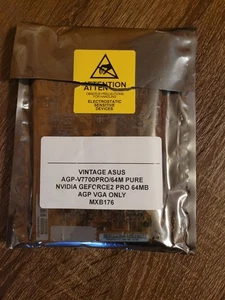 ATTENTION
OBSERVE PRECAUTIONS
FOR HANDLING
ELECTROSTATIC
SENSITIVE
DEVICES
VINTAGE ASUS
AGP-V7700PRO/64M PURE
NVIDIA GEFORCE2 PRO 64MB
AGP VGA ONLY
MXB176